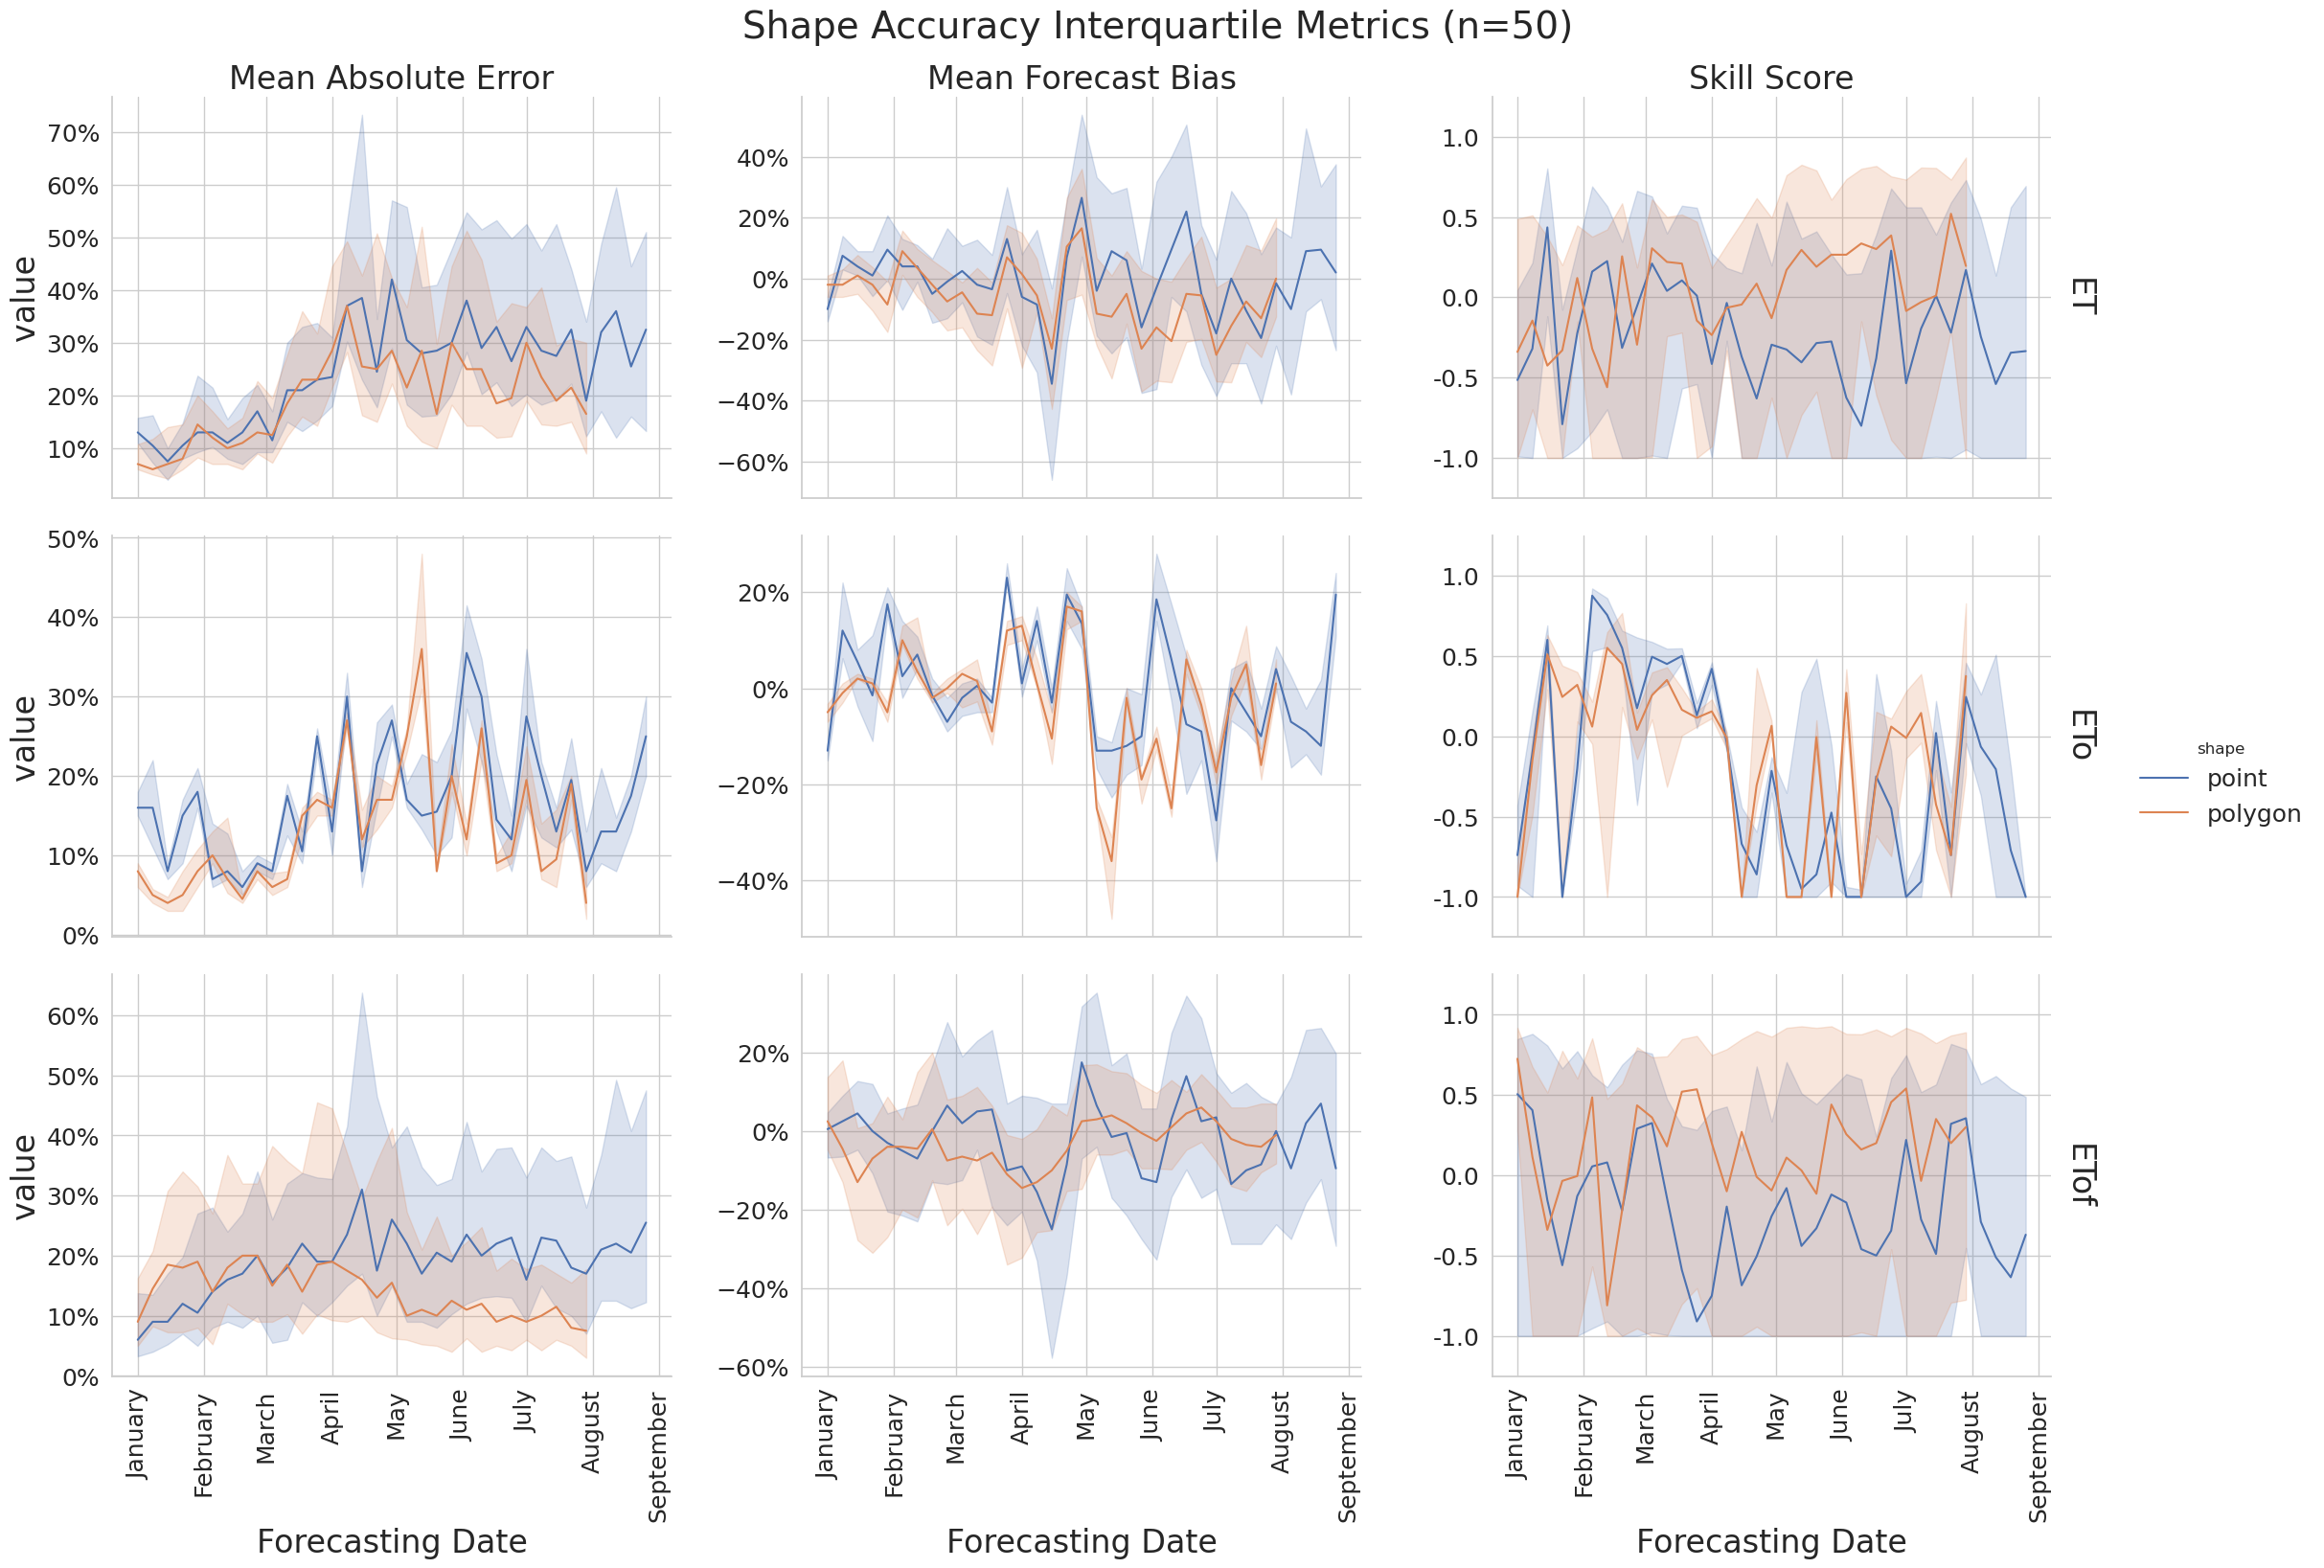 Shape Accuracy Interquartile Metrics (n=50)
Mean Absolute Error
Mean Forecast Bias
Skill Score
value
70%
60%
50%
40%
30%
20%
10%
40%
20%
0%
−20%
−40%
−60%
1.0
0.5
0.0
-0.5
-1.0
ET
value
50%
40%
30%
20%
10%
0%
20%
0%
−20%
−40%
1.0
0.5
0.0
-0.5
-1.0
ETo
shape
point
polygon
value
60%
50%
40%
30%
20%
10%
0%
20%
0%
−20%
−40%
−60%
1.0
0.5
0.0
-0.5
-1.0
ETof
January
February
March
April
May
June
July
August
September
January
February
March
April
May
June
July
August
September
January
February
March
April
May
June
July
August
September
Forecasting Date
Forecasting Date
Forecasting Date